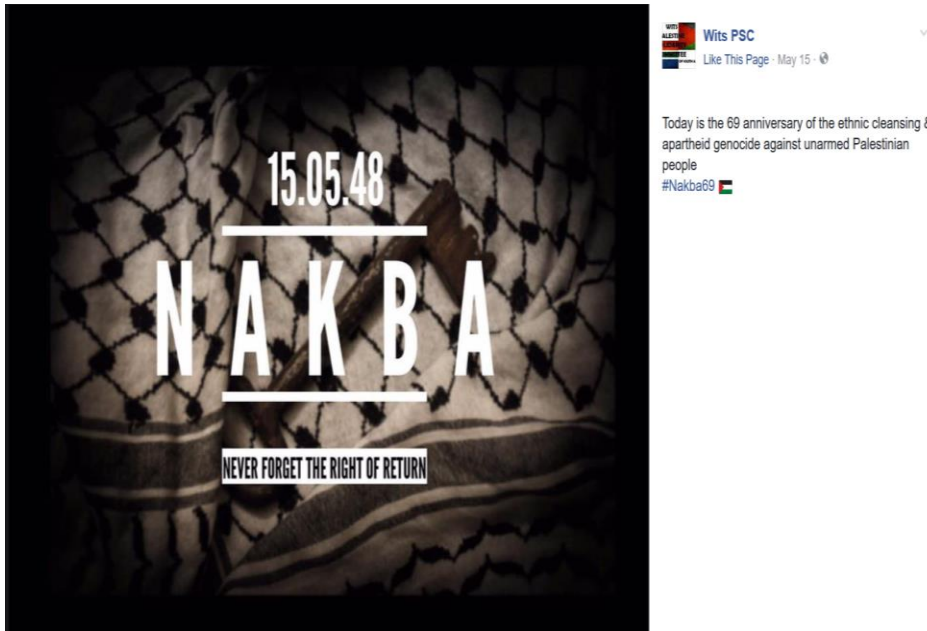 15.05.48
NAKBA
NEVER FORGET THE RIGHT OF RETURN
Wits PSC
Like This Page · May 15 ·
Today is the 69 anniversary of the ethnic cleansing &
apartheid genocide against unarmed Palestinian
people
#Nakba69